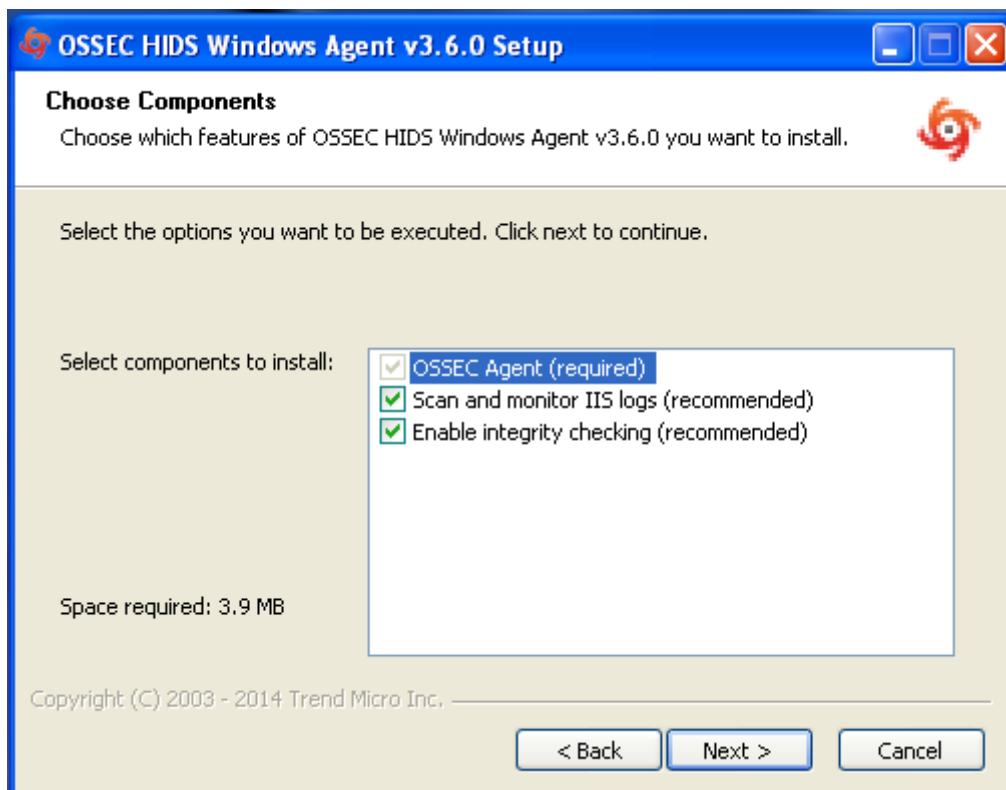 OSSEC HIDS Windows Agent v3.6.0 Setup
Choose Components
Choose which features of OSSEC HIDS Windows Agent v3.6.0 you want to install.
Select the options you want to be executed. Click next to continue.
Select components to install:
OSSEC Agent (required)
Scan and monitor IIS logs (recommended)
Enable integrity checking (recommended)
Space required: 3.9 MB
Copyright (C) 2003 - 2014 Trend Micro Inc.
< Back
Next >
Cancel